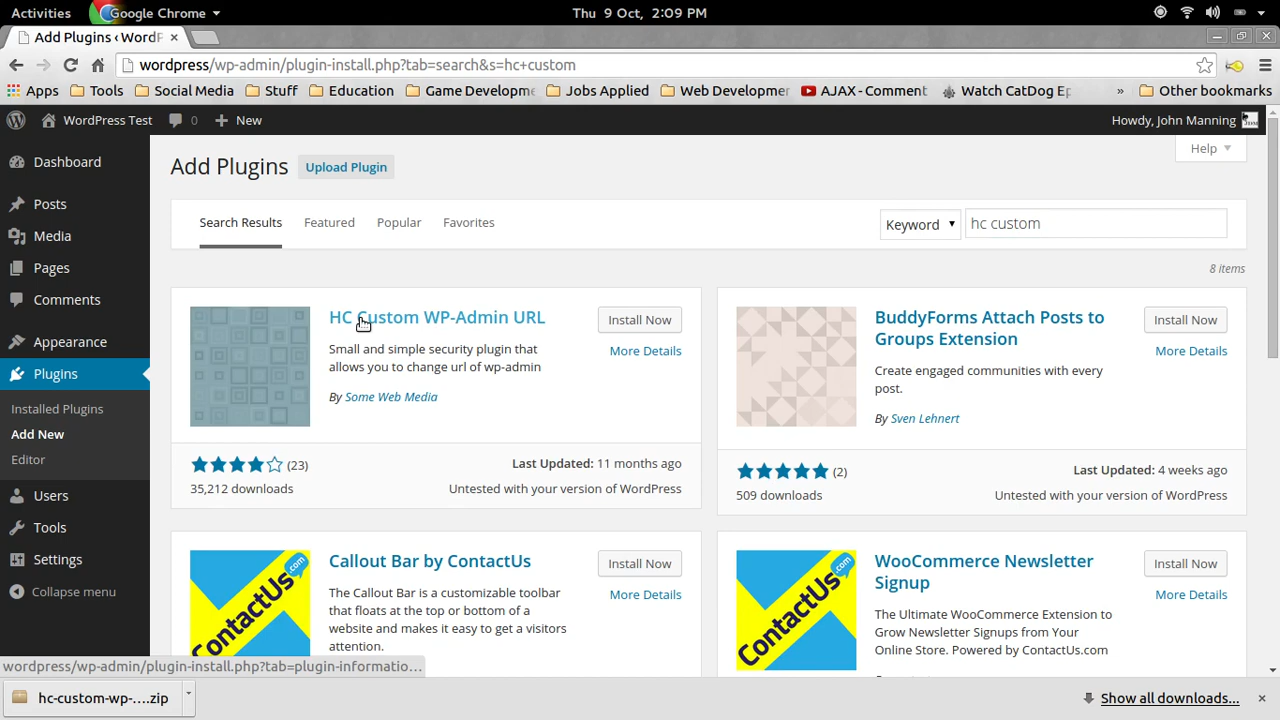 Activities Google Chrome Thu 9 Oct, 2:09 PM
Add Plugins ‹ WordP
wordpress/wp-admin/plugin-install.php?tab=search&s=hc+custom
Apps Tools Social Media Stuff Education Game Developme Jobs Applied Web Developmer AJAX - Comment Watch CatDog Ep » Other bookmarks
WordPress Test 0 New Howdy, John Manning
Dashboard
Posts
Media
Pages
Comments
Appearance
Plugins
Installed Plugins
Add New
Editor
Users
Tools
Settings
Collapse menu
Add Plugins Upload Plugin Help
Search Results Featured Popular Favorites Keyword hc custom
8 items
HC Custom WP-Admin URL
Install Now
More Details
Small and simple security plugin that
allows you to change url of wp-admin
By Some Web Media
(23)
35,212 downloads
Last Updated: 11 months ago
Untested with your version of WordPress
BuddyForms Attach Posts to
Groups Extension
Install Now
More Details
Create engaged communities with every
post.
By Sven Lehnert
(2)
509 downloads
Last Updated: 4 weeks ago
Untested with your version of WordPress
ContactUs
.com
Callout Bar by ContactUs
Install Now
More Details
The Callout Bar is a customizable toolbar
that floats at the top or bottom of a
website and makes it easy to get a visitors
attention.
ContactUs
.com
WooCommerce Newsletter
Signup
Install Now
More Details
The Ultimate WooCommerce Extension to
Grow Newsletter Signups from Your
Online Store. Powered by ContactUs.com
wordpress/wp-admin/plugin-install.php?tab=plugin-informatio...
hc-custom-wp-....zip Show all downloads...